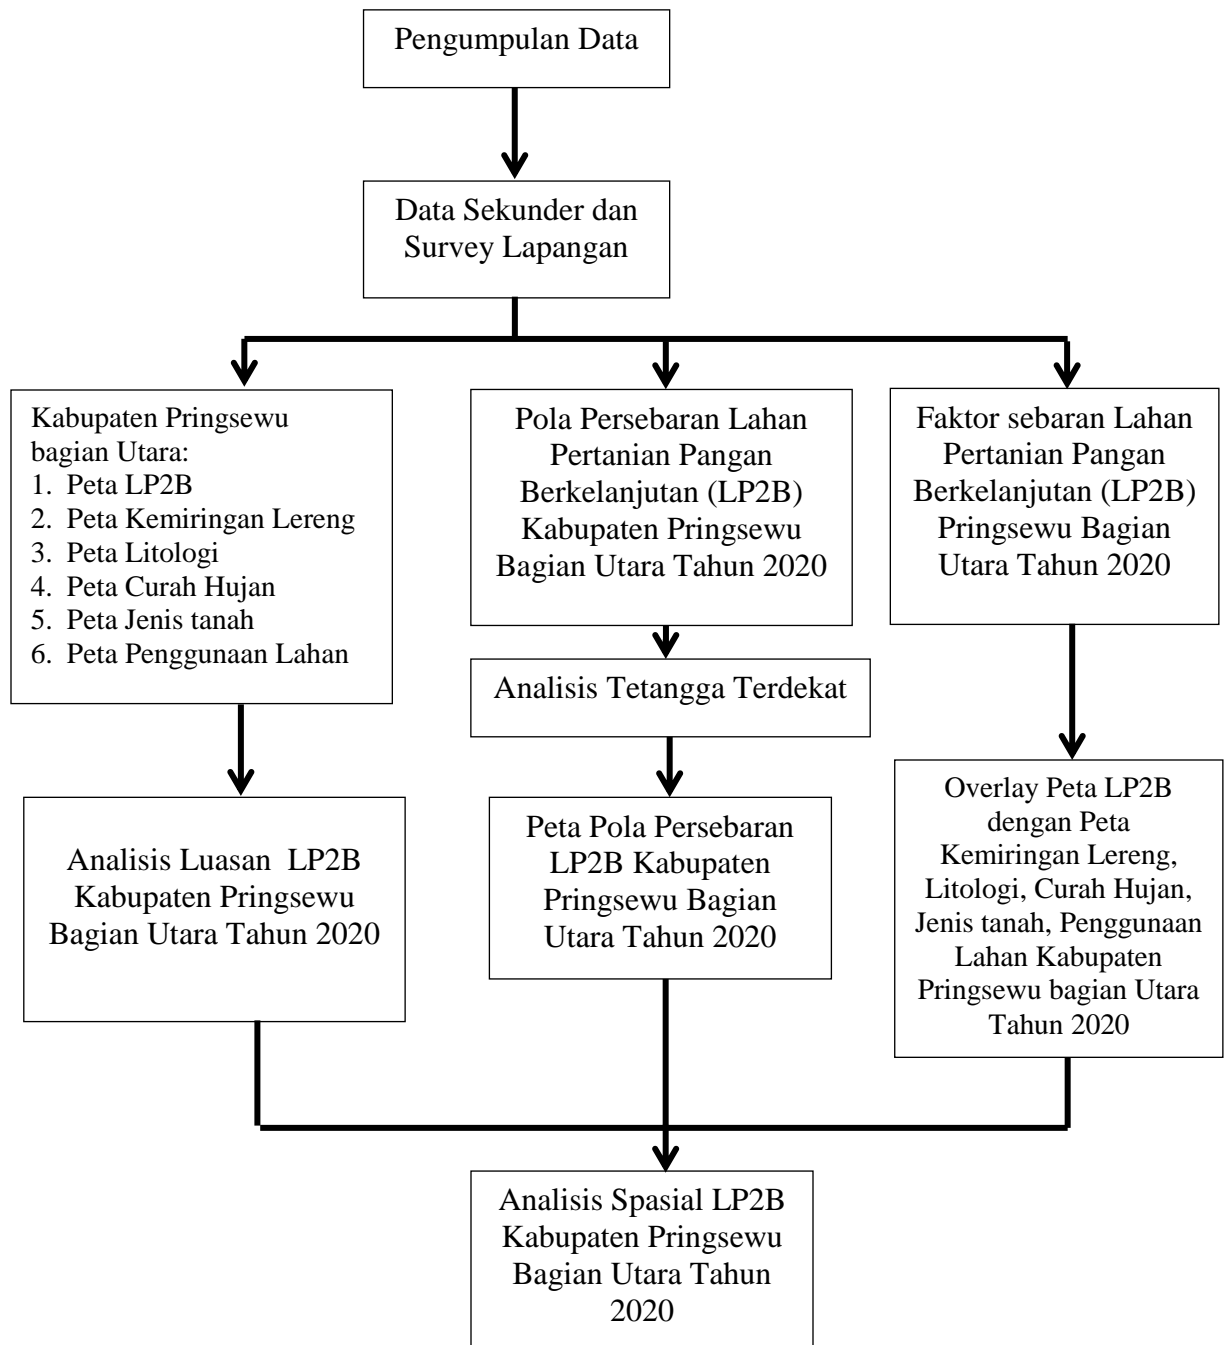 Pengumpulan Data
Data Sekunder dan
Survey Lapangan
Kabupaten Pringsewu
bagian Utara:
1. Peta LP2B
2. Peta Kemiringan Lereng
3. Peta Litologi
4. Peta Curah Hujan
5. Peta Jenis tanah
6. Peta Penggunaan Lahan
Pola Persebaran Lahan
Pertanian Pangan
Berkelanjutan (LP2B)
Kabupaten Pringsewu
Bagian Utara Tahun 2020
Faktor sebaran Lahan
Pertanian Pangan
Berkelanjutan (LP2B)
Pringsewu Bagian
Utara Tahun 2020
Analisis Tetangga Terdekat
Analisis Luasan LP2B
Kabupaten Pringsewu
Bagian Utara Tahun 2020
Peta Pola Persebaran
LP2B Kabupaten
Pringsewu Bagian
Utara Tahun 2020
Overlay Peta LP2B
dengan Peta
Kemiringan Lereng,
Litologi, Curah Hujan,
Jenis tanah, Penggunaan
Lahan Kabupaten
Pringsewu bagian Utara
Tahun 2020
Analisis Spasial LP2B
Kabupaten Pringsewu
Bagian Utara Tahun
2020